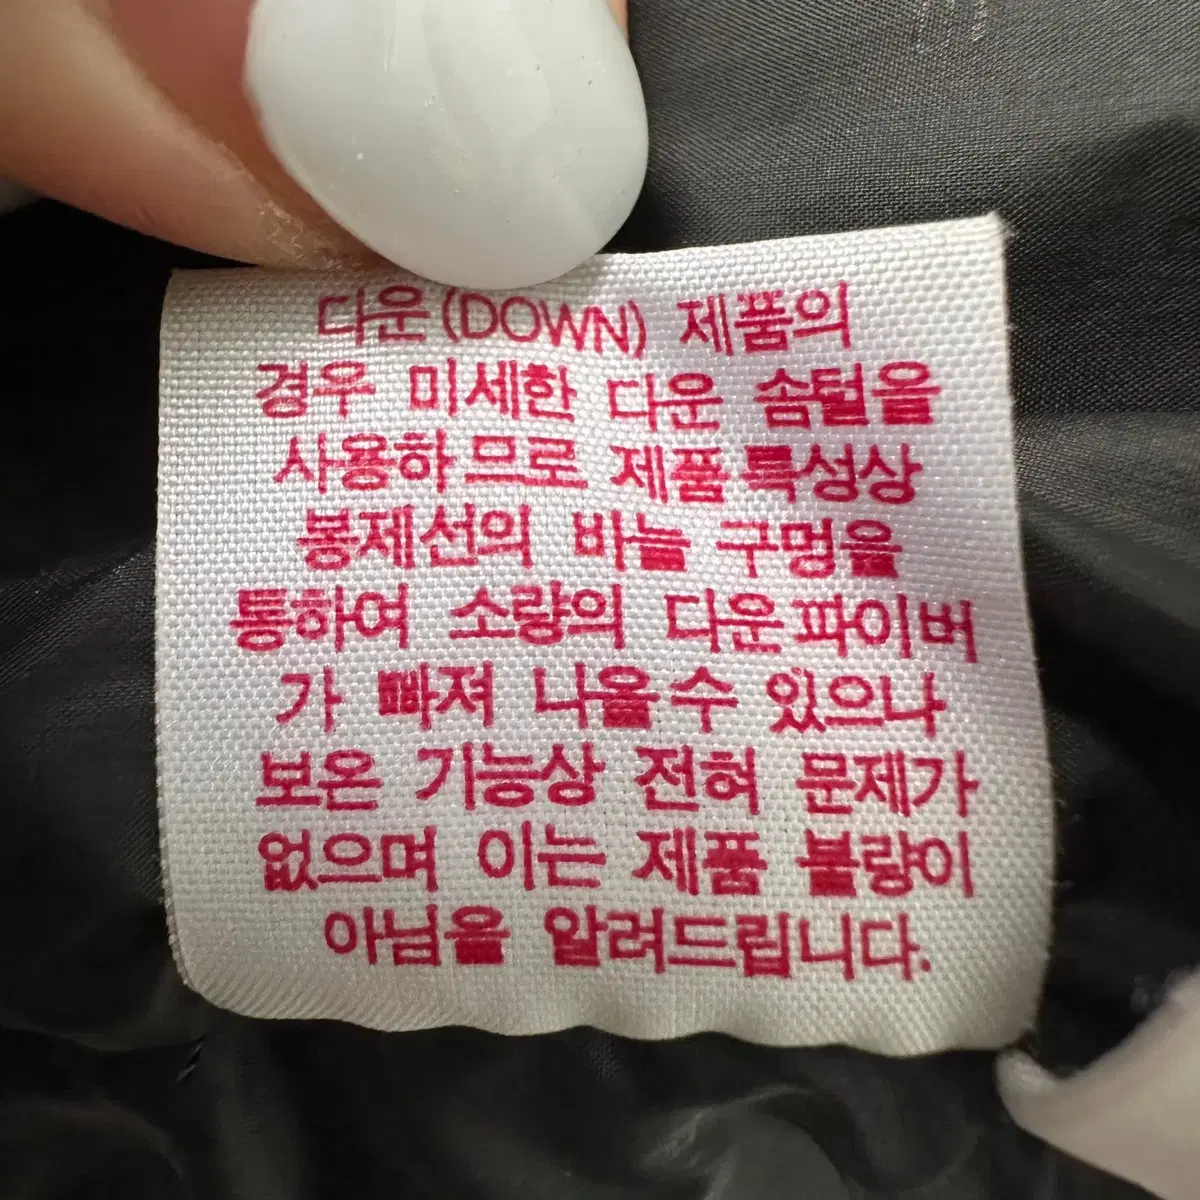 다운(DOWN) 제품의
경우 미세한 다운 솜털을
사용하므로 제품특성상
봉제선의 바늘 구멍을
통하여 소량의 다운파이버
가 빠져 나올수 있으나
보온 기능상 전혀 문제가
없으며 이는 제품 불량이
아님을 알려드립니다.